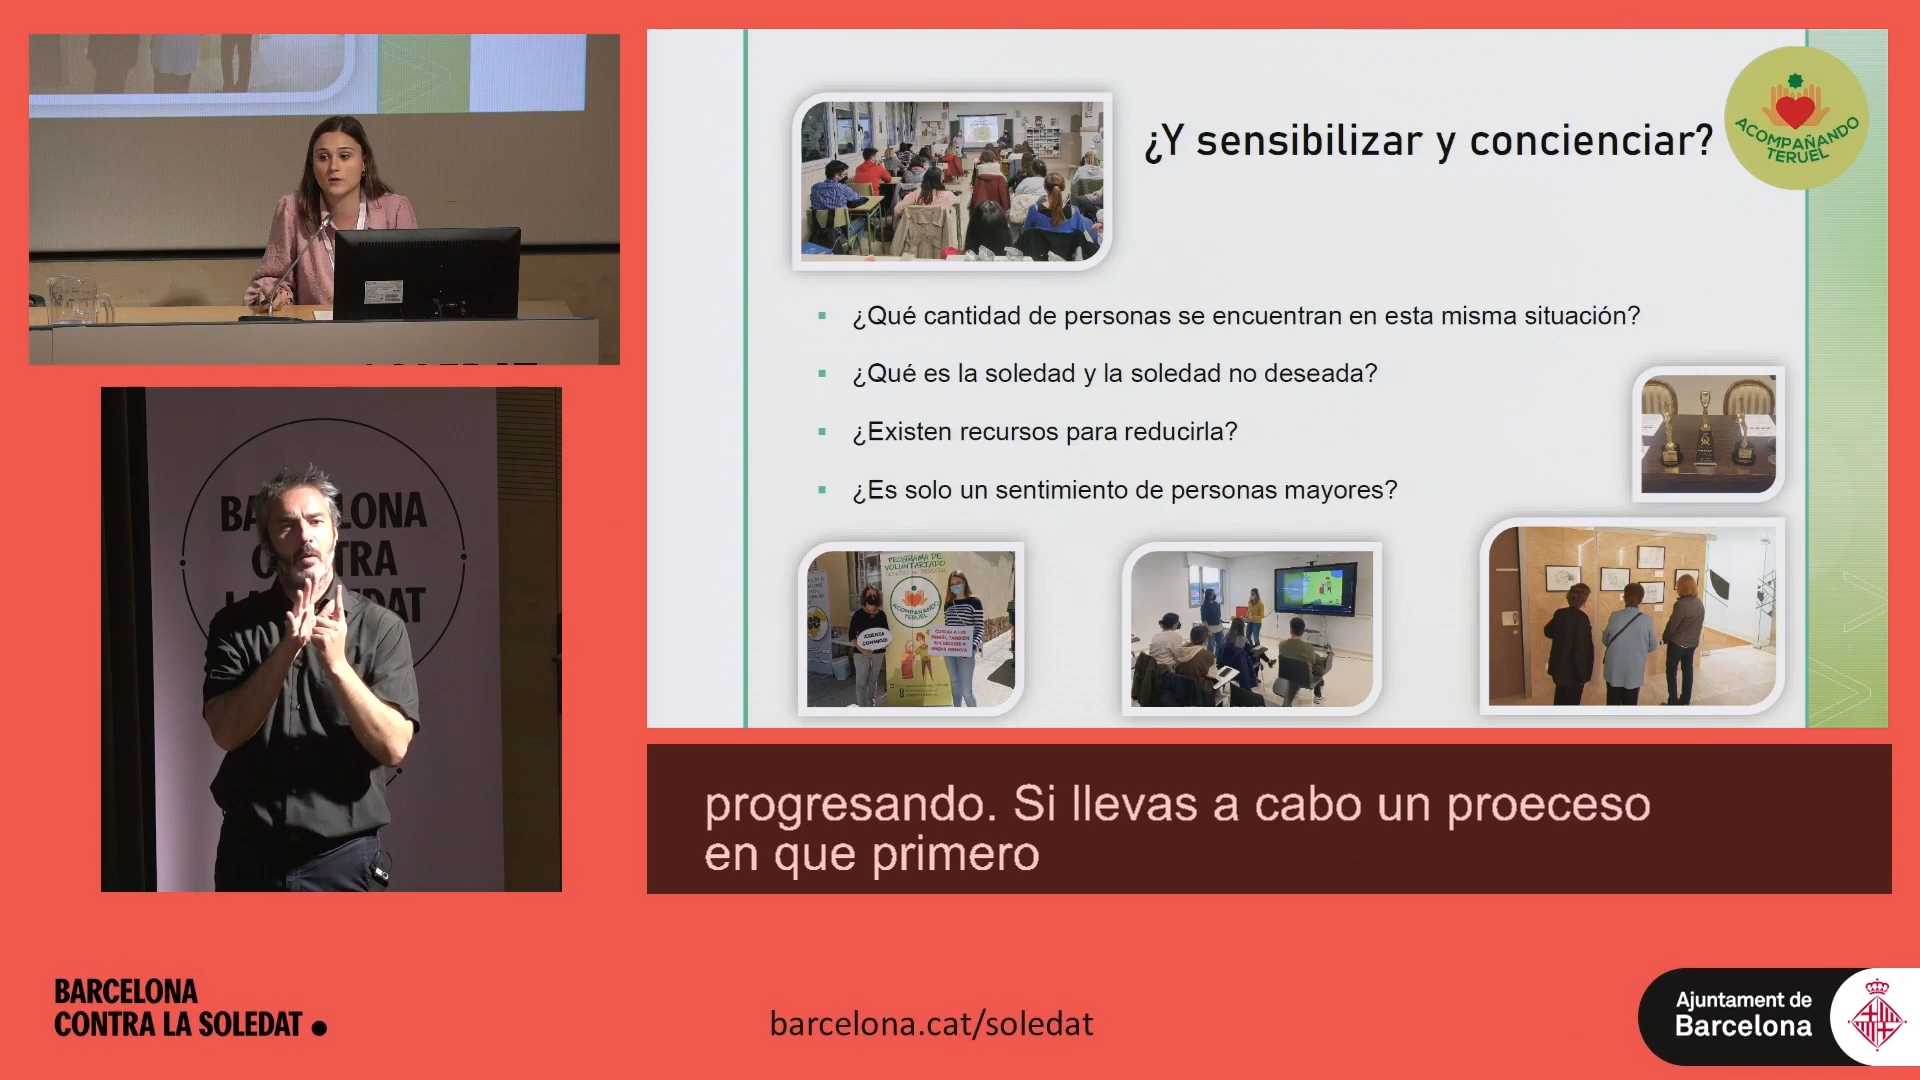 ¿Y sensibilizar y concienciar?
ACOMPAÑANDO
TERUEL
¿Qué cantidad de personas se encuentran en esta misma situación?
¿Qué es la soledad y la soledad no deseada?
¿Existen recursos para reducirla?
¿Es solo un sentimiento de personas mayores?
PROGRAMA DE
VOLUNTARIADO
ACOMPAÑANDO
TERUEL
progresando. Si llevas a cabo un proeceso
en que primero
BARCELONA
CONTRA LA SOLEDAT
barcelona.cat/soledat
Ajuntament de
Barcelona